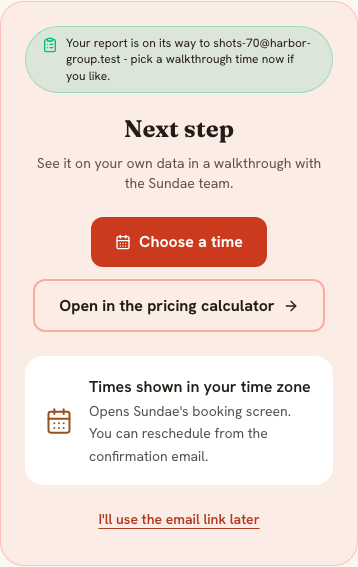 Your report is on its way to shots-70@harbor-
group.test - pick a walkthrough time now if
you like.
Next step
See it on your own data in a walkthrough with
the Sundae team.
Choose a time
Open in the pricing calculator →
Times shown in your time zone
Opens Sundae's booking screen.
You can reschedule from the
confirmation email.
I'll use the email link later